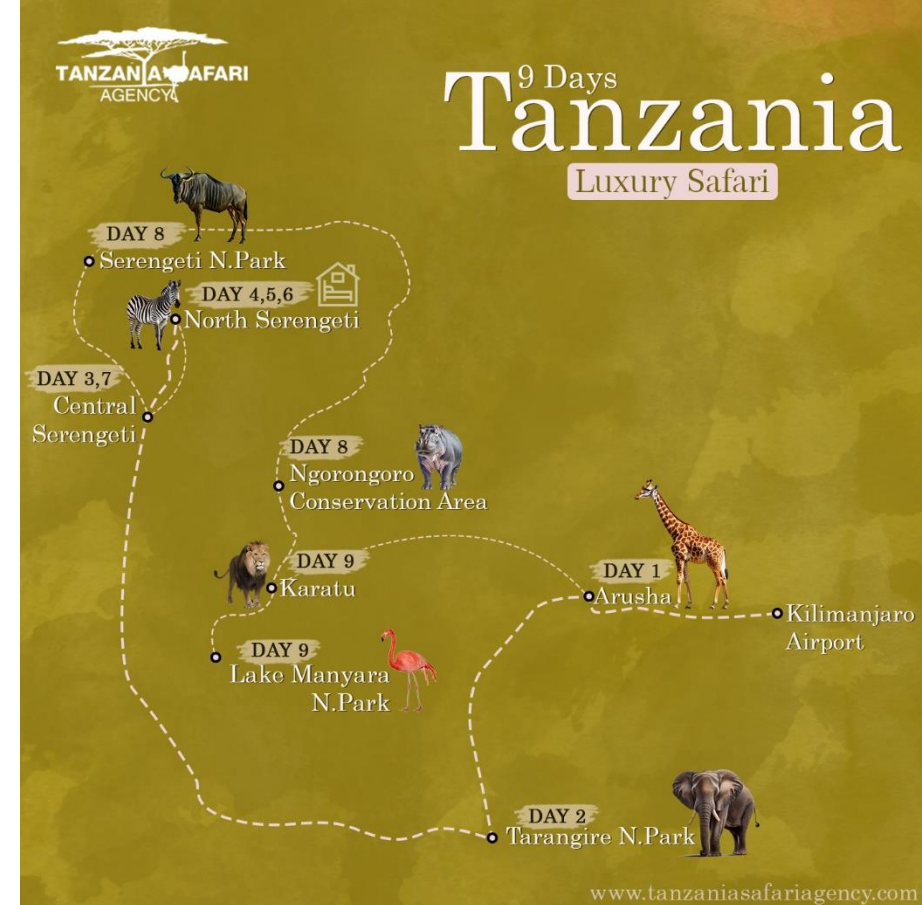 TANZANIA SAFARI
AGENCY
9 Days
Tanzania
Luxury Safari
DAY 8
Serengeti N.Park
DAY 4,5,6
North Serengeti
DAY 3,7
Central
Serengeti
DAY 8
Ngorongoro
Conservation Area
DAY 9
Karatu
DAY 1
Arusha
Kilimanjaro
Airport
DAY 9
Lake Manyara
N.Park
DAY 2
Tarangire N.Park
www.tanzaniasafariagency.com